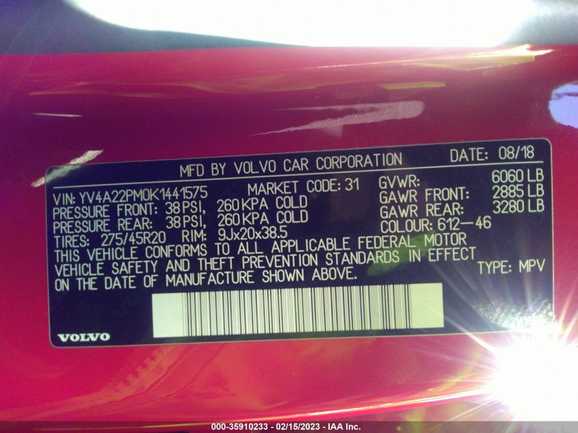 MFD BY VOLVO CAR CORPORATION DATE: 08/18
VIN: YV4A22PM0K1441575 MARKET CODE: 31 GVWR: 6060 LB
PRESSURE FRONT: 38 PSI, 260 KPA COLD GAWR FRONT: 2885 LB
PRESSURE REAR: 38 PSI, 260 KPA COLD GAWR REAR: 3280 LB
TIRES: 275/45R20 RIM: 9Jx20x38.5 COLOUR: 612-46
THIS VEHICLE CONFORMS TO ALL APPLICABLE FEDERAL MOTOR
VEHICLE SAFETY AND THEFT PREVENTION STANDARDS IN EFFECT
ON THE DATE OF MANUFACTURE SHOWN ABOVE. TYPE: MPV
VOLVO
000-35910233 - 02/15/2023 - IAA Inc.